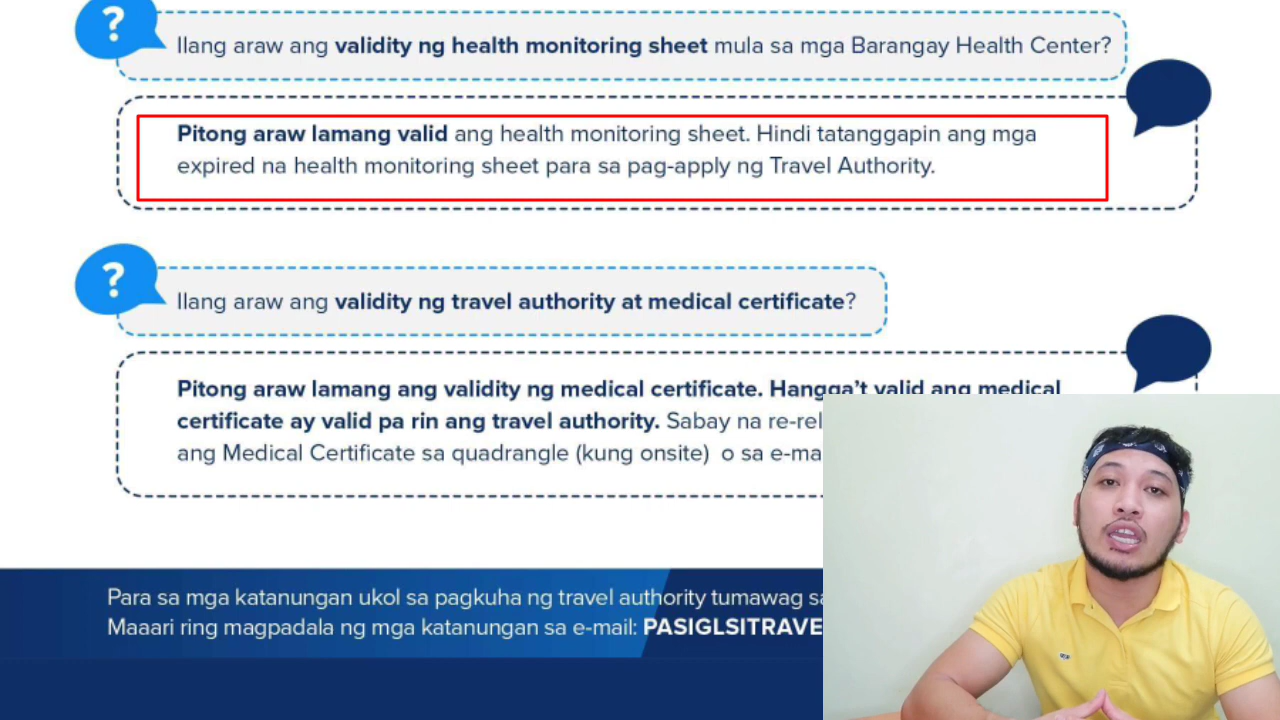 ?
Ilang araw ang validity ng health monitoring sheet mula sa mga Barangay Health Center?
Pitong araw lamang valid ang health monitoring sheet. Hindi tatanggapin ang mga
expired na health monitoring sheet para sa pag-apply ng Travel Authority.
?
Ilang araw ang validity ng travel authority at medical certificate?
Pitong araw lamang ang validity ng medical certificate. Hangga't valid ang medical
certificate ay valid pa rin ang travel authority. Sabay na
ang Medical Certificate sa quadrangle (kung onsite) o sa
Para sa mga katanungan ukol sa pagkuha ng travel authority tumawag
Maaari ring magpadala ng mga katanungan sa e-mail: